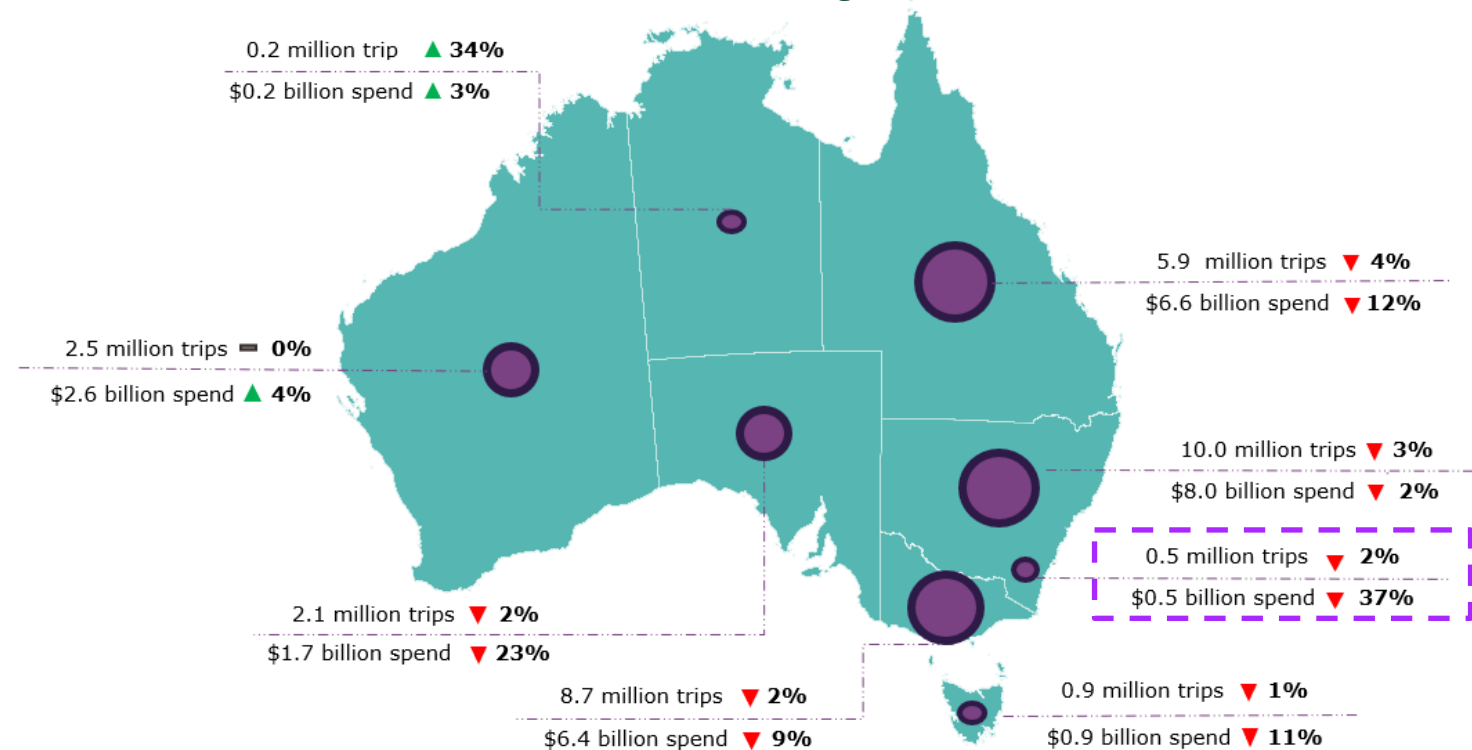 0.2 million trip ▲ 34%
$0.2 billion spend ▲ 3%
5.9 million trips ▼ 4%
$6.6 billion spend ▼ 12%
2.5 million trips 0%
$2.6 billion spend ▲ 4%
10.0 million trips ▼ 3%
$8.0 billion spend ▼ 2%
0.5 million trips ▼ 2%
$0.5 billion spend ▼ 37%
2.1 million trips ▼ 2%
$1.7 billion spend ▼ 23%
8.7 million trips ▼ 2%
$6.4 billion spend ▼ 9%
0.9 million trips ▼ 1%
$0.9 billion spend ▼ 11%